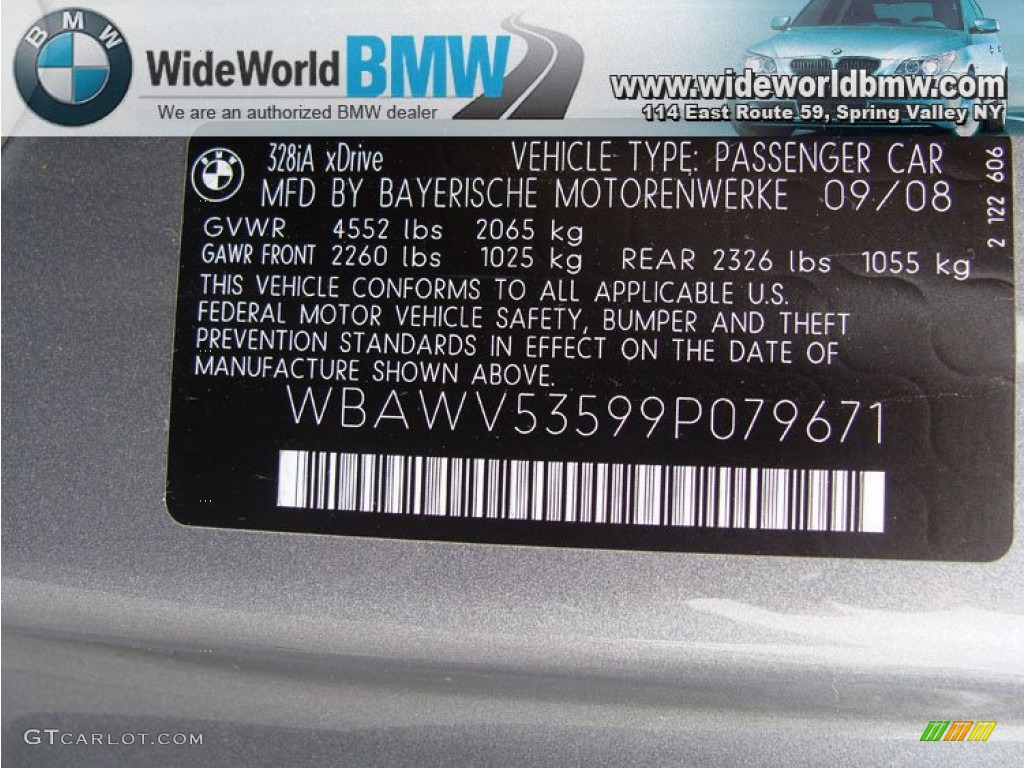 BMW
WideWorld BMW
We are an authorized BMW dealer
www.wideworldbmw.com
114 East Route 59, Spring Valley NY
328iA xDrive VEHICLE TYPE: PASSENGER CAR
MFD BY BAYERISCHE MOTORENWERKE 09/08
2 122 606
GVWR 4552 lbs 2065 kg
GAWR FRONT 2260 lbs 1025 kg REAR 2326 lbs 1055 kg
THIS VEHICLE CONFORMS TO ALL APPLICABLE U.S.
FEDERAL MOTOR VEHICLE SAFETY, BUMPER AND THEFT
PREVENTION STANDARDS IN EFFECT ON THE DATE OF
MANUFACTURE SHOWN ABOVE.
WBAWV53599P079671
GTCARLOT.COM